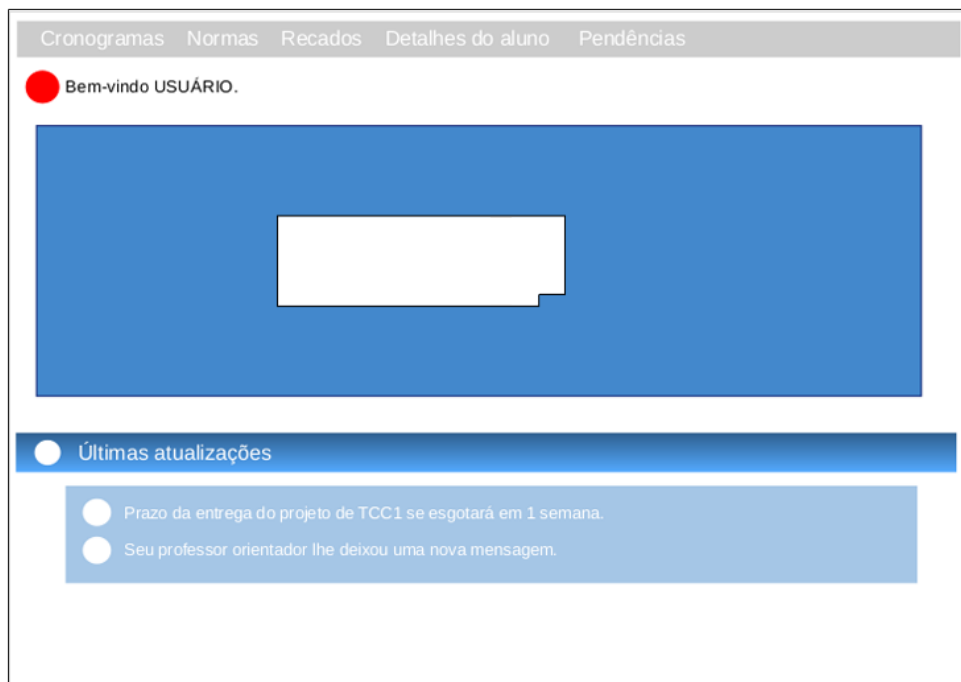 Cronogramas Normas Recados Detalhes do aluno Pendências
Bem-vindo USUÁRIO.
Últimas atualizações
Prazo da entrega do projeto de TCC1 se esgotará em 1 semana.
Seu professor orientador lhe deixou uma nova mensagem.